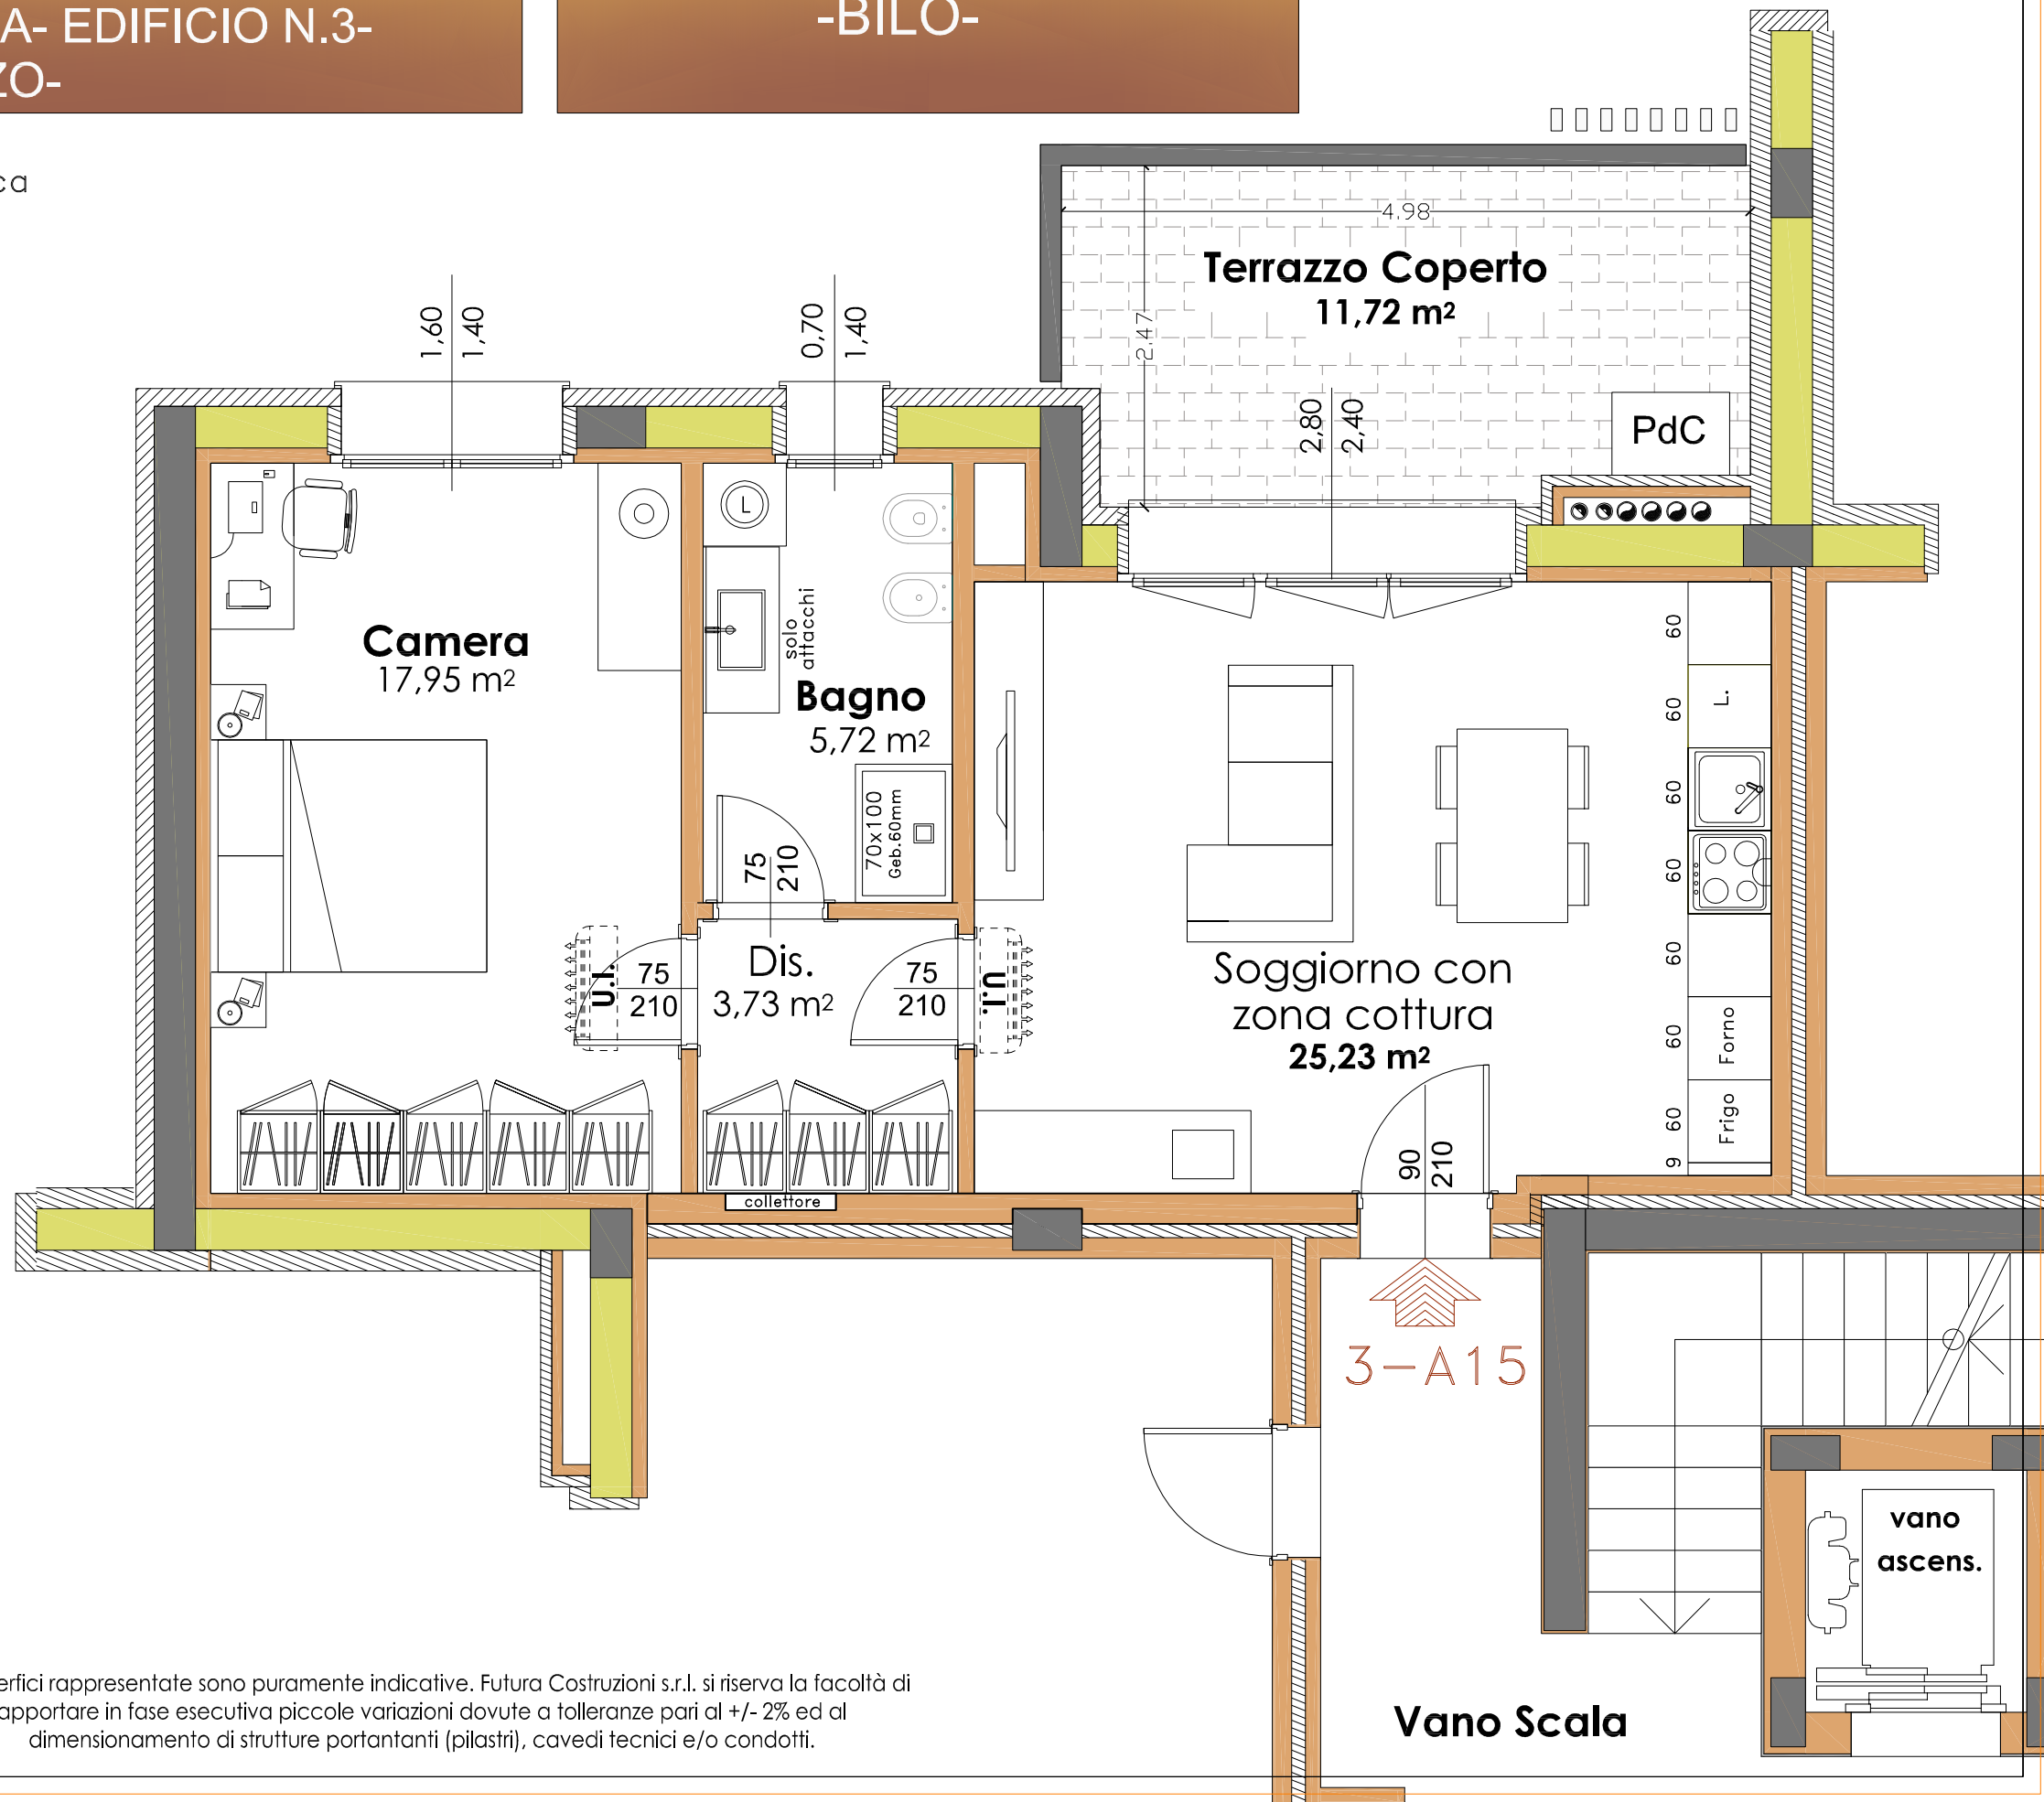 A- EDIFICIO N.3-
ZO-
-BILO-
ca
4.98
Terrazzo Coperto
11,72 m²
2.47
1,60
1,40
0,70
1,40
2,80
2,40
PdC
L
solo
attacchi
Camera
17,95 m²
Bagno
5,72 m²
70x100
Geb.60mm
75
210
60
60
L.
60
60
60
60
Forno
60
Frigo
9
U.I.
75
210
Dis.
3,73 m²
75
210
U.I.
Soggiorno con
zona cottura
25,23 m²
90
210
collettore
3-A15
vano
ascens.
Vano Scala
erfici rappresentate sono puramente indicative. Futura Costruzioni s.r.l. si riserva la facoltà di
apportare in fase esecutiva piccole variazioni dovute a tolleranze pari al +/- 2% ed al
dimensionamento di strutture portantanti (pilastri), cavedi tecnici e/o condotti.